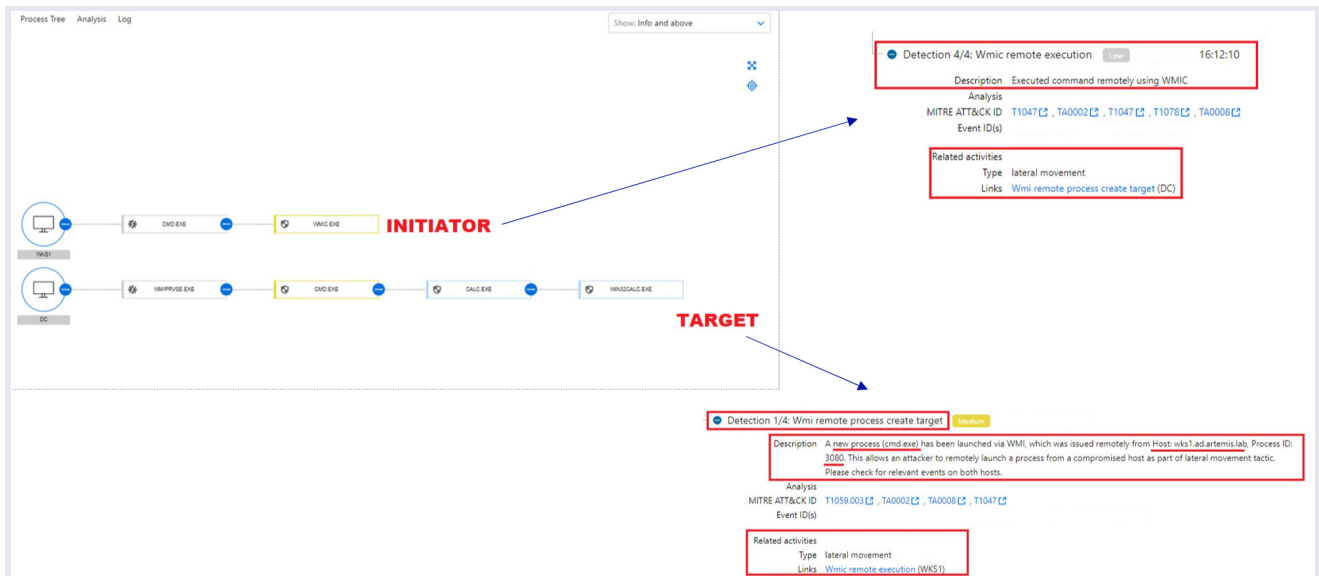 Process Tree Analysis Log
Show: Info and above
WKS1
CMD.EXE
WMIC.EXE
INITIATOR
DC
WMIPRVSE.EXE
CMD.EXE
CALC.EXE
WIN32CALC.EXE
TARGET
Detection 4/4: Wmic remote execution Low 16:12:10
Description Executed command remotely using WMIC
Analysis
MITRE ATT&CK ID T1047 , TA0002 , T1047 , T1078 , TA0008
Event ID(s)
Related activities
Type lateral movement
Links Wmi remote process create target (DC)
Detection 1/4: Wmi remote process create target Medium
Description A new process (cmd.exe) has been launched via WMI, which was issued remotely from Host: wks1.ad.artemis.lab, Process ID:
3080. This allows an attacker to remotely launch a process from a compromised host as part of lateral movement tactic.
Please check for relevant events on both hosts.
Analysis
MITRE ATT&CK ID T1059.003 , TA0002 , TA0008 , T1047
Event ID(s)
Related activities
Type lateral movement
Links Wmic remote execution (WKS1)